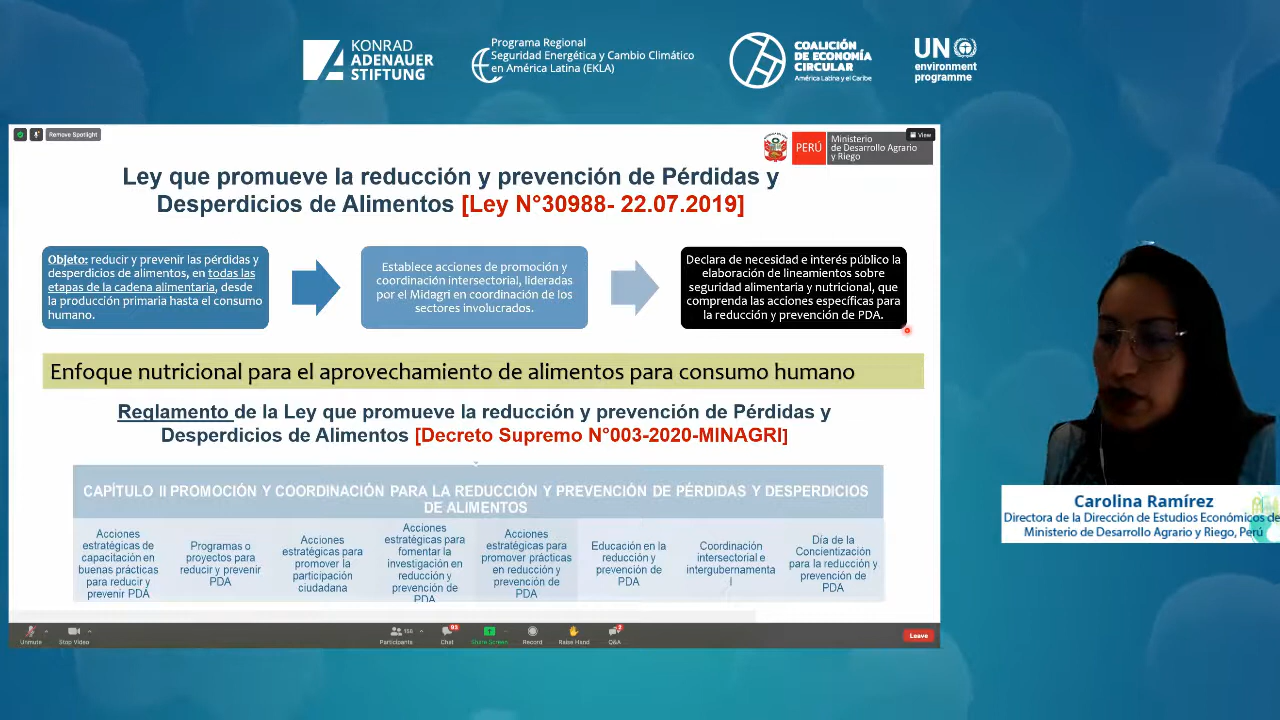 KONRAD
ADENAUER
STIFTUNG
Programa Regional
Seguridad Energética y Cambio Climático
en América Latina (EKLA)
COALICIÓN
DE ECONOMÍA
CIRCULAR
América Latina y el Caribe
UN
environment
programme
Remove Spotlight
View
PERÚ
Ministerio
de Desarrollo Agrario
y Riego
Ley que promueve la reducción y prevención de Pérdidas y
Desperdicios de Alimentos [Ley N°30988- 22.07.2019]
Objeto: reducir y prevenir las pérdidas y
desperdicios de alimentos, en todas las
etapas de la cadena alimentaria, desde
la producción primaria hasta el consumo
humano.
Establece acciones de promoción y
coordinación intersectorial, lideradas
por el Midagri en coordinación de los
sectores involucrados.
Declara de necesidad e interés público la
elaboración de lineamientos sobre
seguridad alimentaria y nutricional, que
comprenda las acciones específicas para
la reducción y prevención de PDA.
Enfoque nutricional para el aprovechamiento de alimentos para consumo humano
Reglamento de la Ley que promueve la reducción y prevención de Pérdidas y
Desperdicios de Alimentos [Decreto Supremo N°003-2020-MINAGRI]
CAPÍTULO II PROMOCIÓN Y COORDINACIÓN PARA LA REDUCCIÓN Y PREVENCIÓN DE PÉRDIDAS Y DESPERDICIOS
DE ALIMENTOS
Acciones
estratégicas de
capacitación en
buenas prácticas
para reducir y
prevenir PDA
Programas o
proyectos para
reducir y prevenir
PDA
Acciones
estratégicas para
promover la
participación
ciudadana
Acciones
estratégicas para
fomentar la
investigación en
reducción y
prevención de
PDA
Acciones
estratégicas para
promover prácticas
en reducción y
prevención de
PDA
Educación en la
reducción y
prevención de
PDA
Coordinación
intersectorial e
intergubernamenta
l
Día de la
Concientización
para la reducción y
prevención de
PDA
Carolina Ramírez
Directora de la Dirección de Estudios Económicos de
Ministerio de Desarrollo Agrario y Riego, Perú
Unmute
Stop Video
Participants
Chat
Share Screen
Record
Raise Hand
Q&A
Leave